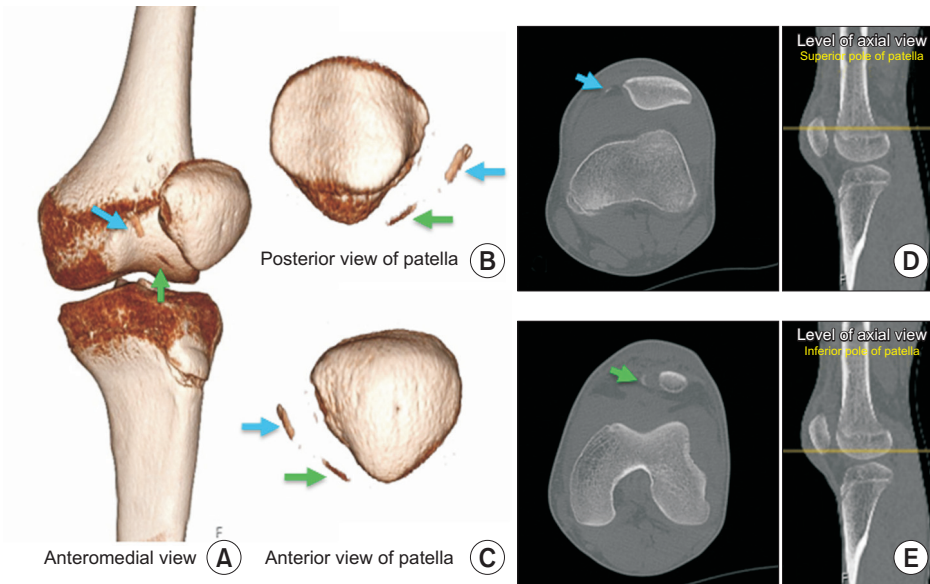 Posterior view of patella B
F
Anteromedial view A
Anterior view of patella C
Level of axial view
Superior pole of patella
D
Level of axial view
Inferior pole of patella
E